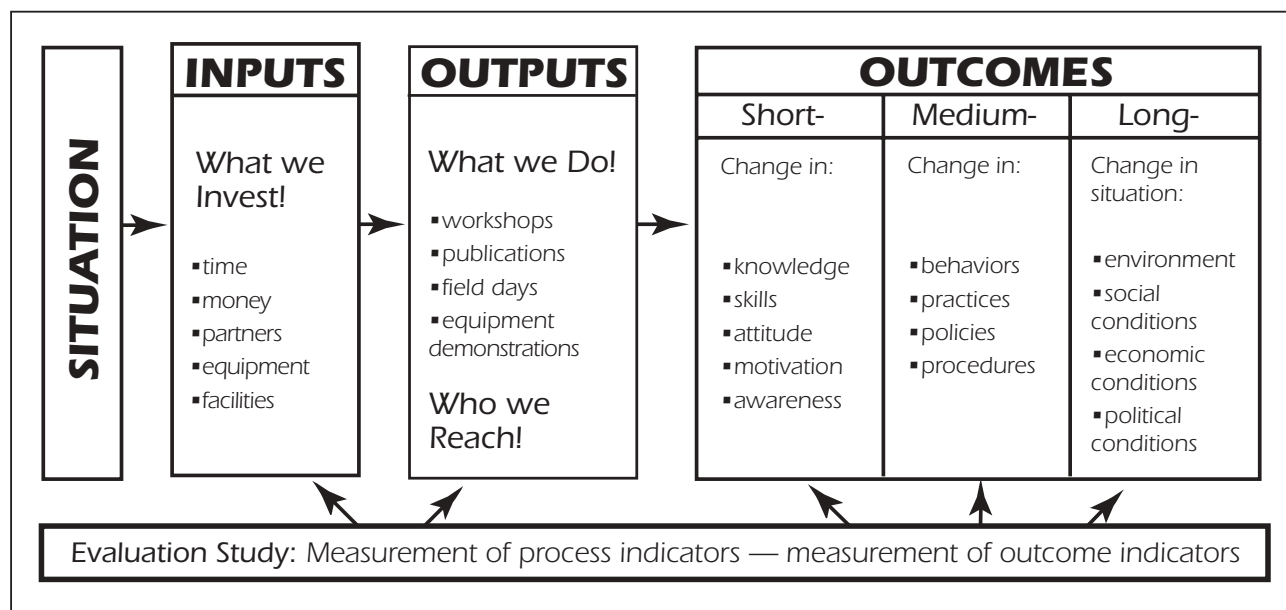 SITUATION
INPUTS
What we
Invest!
▪time
▪money
▪partners
▪equipment
▪facilities
OUTPUTS
What we Do!
▪workshops
▪publications
▪field days
▪equipment
demonstrations
Who we
Reach!
OUTCOMES
Short-
Change in:
▪knowledge
▪skills
▪attitude
▪motivation
▪awareness
Medium-
Change in:
▪behaviors
▪practices
▪policies
▪procedures
Long-
Change in
situation:
▪environment
▪social
conditions
▪economic
conditions
▪political
conditions
Evaluation Study: Measurement of process indicators — measurement of outcome indicators